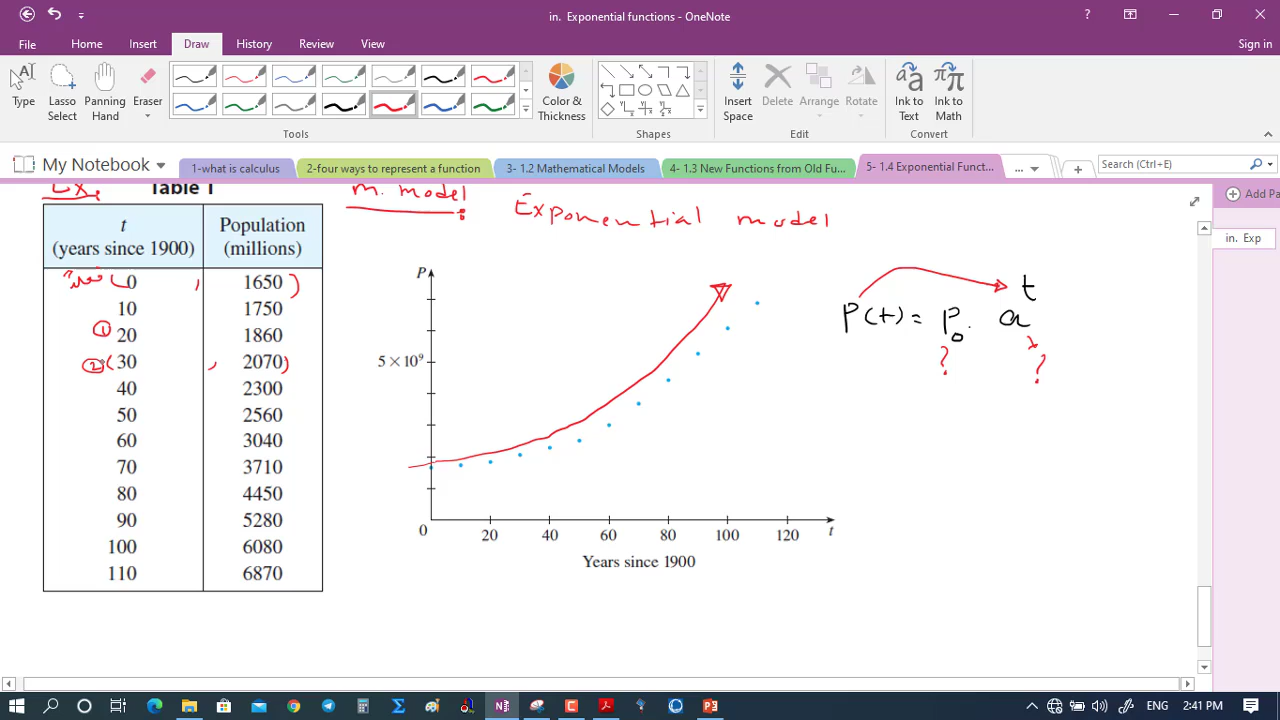 in. Exponential functions - OneNote
?
File
Home
Insert
Draw
History
Review
View
Sign in
Type
Lasso Select
Panning Hand
Eraser
Color & Thickness
Insert Space
Delete
Arrange
Rotate
Ink to Text
Ink to Math
Tools
Shapes
Edit
Convert
My Notebook
1-what is calculus
2-four ways to represent a function
3- 1.2 Mathematical Models
4- 1.3 New Functions from Old Fu...
5- 1.4 Exponential Funct...
...
Search (Ctrl+E)
Add Pa
in. Exp
Ex. Table 1
m. model : Exponential model
t (years since 1900) Population (millions)
( 0 , 1650 )
10 1750
① 20 1860
② ( 30 , 2070 )
40 2300
50 2560
60 3040
70 3710
80 4450
90 5280
100 6080
110 6870
P
5 × 10⁹
0 20 40 60 80 100 120 t
Years since 1900
P(t) = P₀ . aᵗ
? ?
ENG
2:41 PM